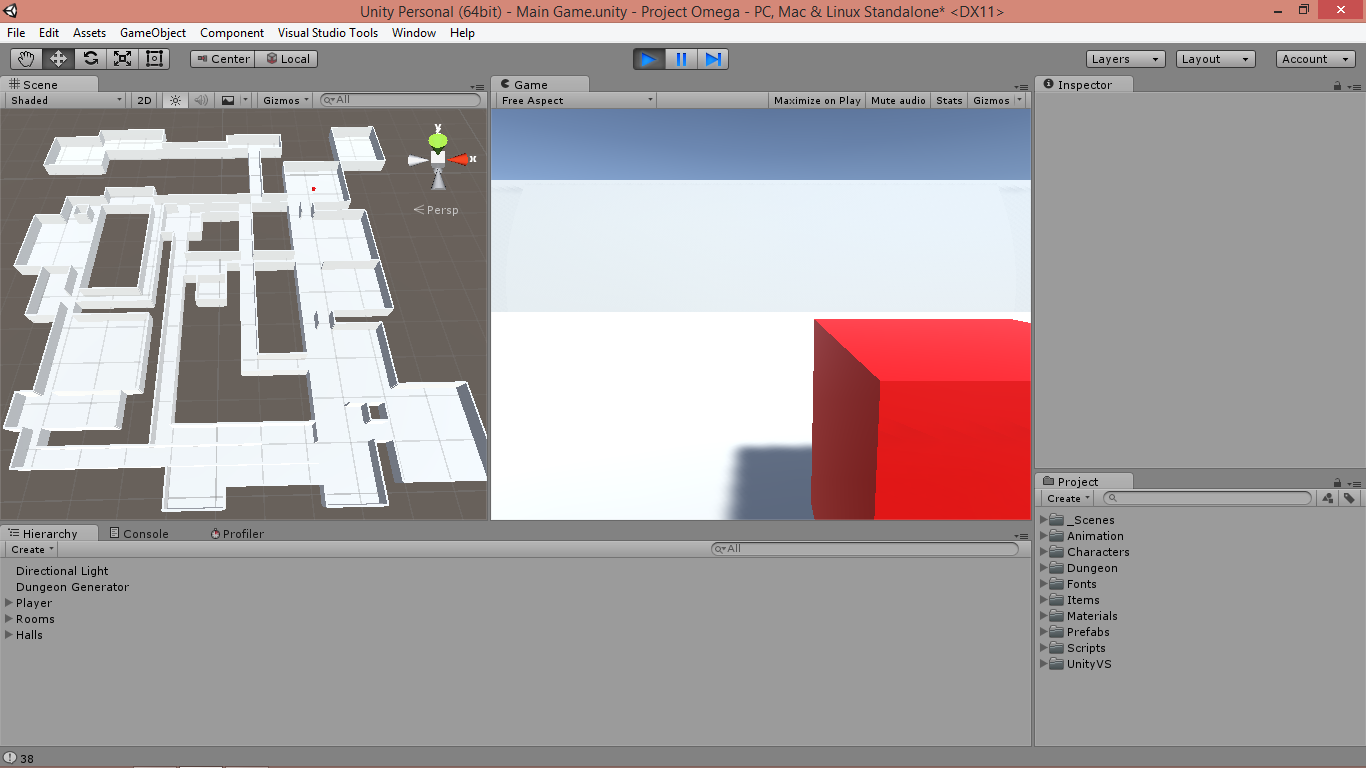 Unity Personal (64bit) - Main Game.unity - Project Omega - PC, Mac & Linux Standalone* <DX11>
File Edit Assets GameObject Component Visual Studio Tools Window Help
Center Local Layers Layout Account
Scene
Shaded 2D Gizmos All
y
x
Persp
Game
Free Aspect Maximize on Play Mute audio Stats Gizmos
Inspector
Hierarchy Console Profiler
Create All
Directional Light
Dungeon Generator
Player
Rooms
Halls
Project
Create
_Scenes
Animation
Characters
Dungeon
Fonts
Items
Materials
Prefabs
Scripts
UnityVS
38